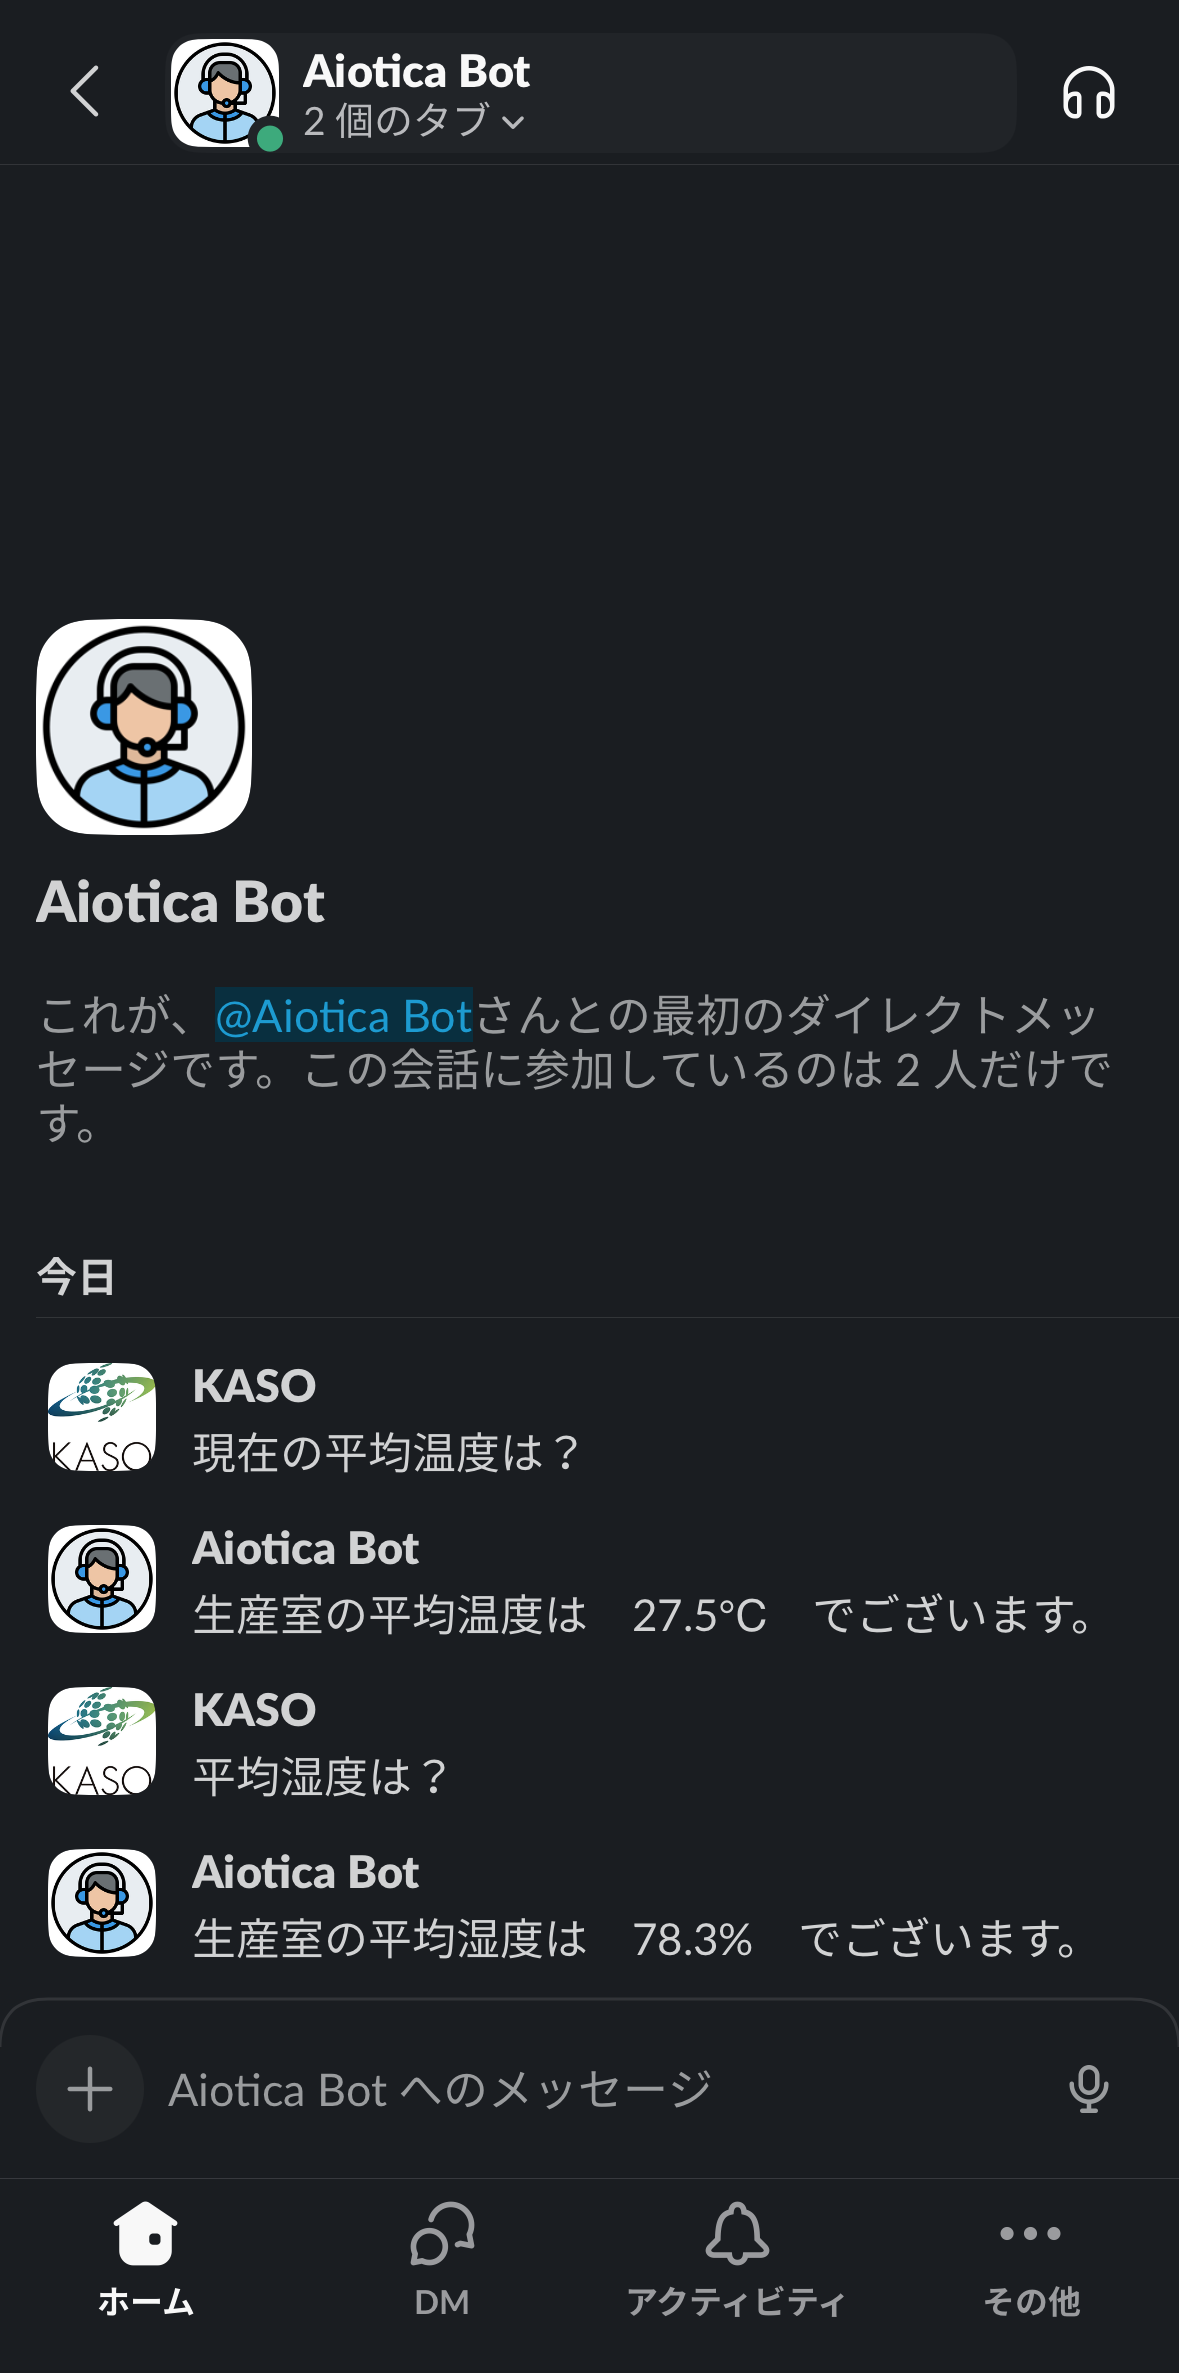 Aiotica Bot
2 個のタブ
Aiotica Bot
これが、@Aiotica Botさんとの最初のダイレクトメッ
セージです。この会話に参加しているのは 2 人だけで
す。
今日
KASO
KASO
現在の平均温度は？
Aiotica Bot
生産室の平均温度は　27.5°C　でございます。
KASO
KASO
平均湿度は？
Aiotica Bot
生産室の平均湿度は　78.3%　でございます。
Aiotica Bot へのメッセージ
ホーム
DM
アクティビティ
その他